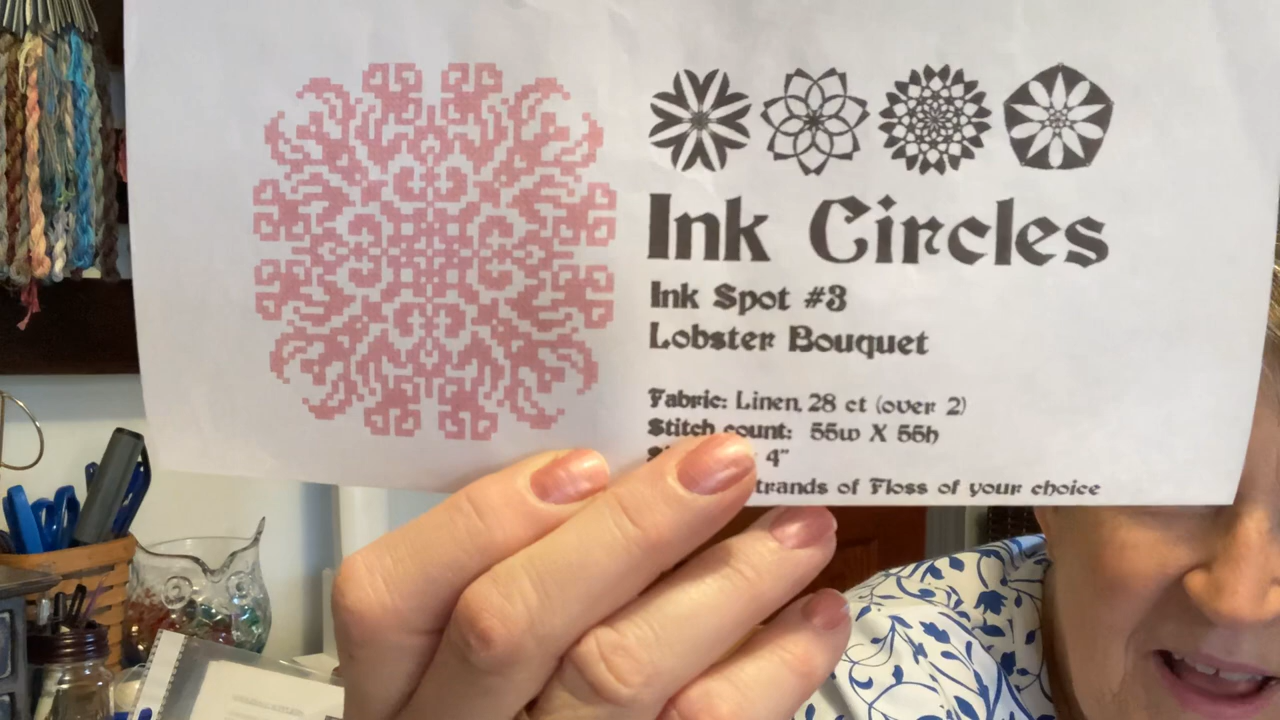 Ink Circles
Ink Spot #3
Lobster Bouquet
Fabric: Linen, 28 ct (over 2)
Stitch count: 55w X 55h
4"
trands of Floss of your choice